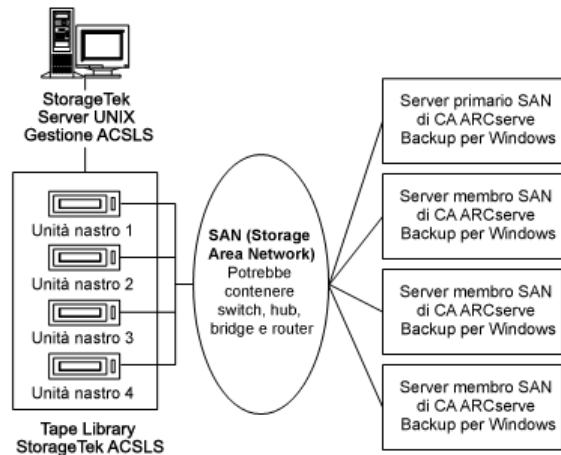 StorageTek
Server UNIX
Gestione ACSLS
Unità nastro 1
Unità nastro 2
Unità nastro 3
Unità nastro 4
Tape Library
StorageTek ACSLS
SAN (Storage
Area Network)
Potrebbe
contenere
switch, hub,
bridge e router
Server primario SAN
di CA ARCserve
Backup per Windows
Server membro SAN
di CA ARCserve
Backup per Windows
Server membro SAN
di CA ARCserve
Backup per Windows
Server membro SAN
di CA ARCserve
Backup per Windows